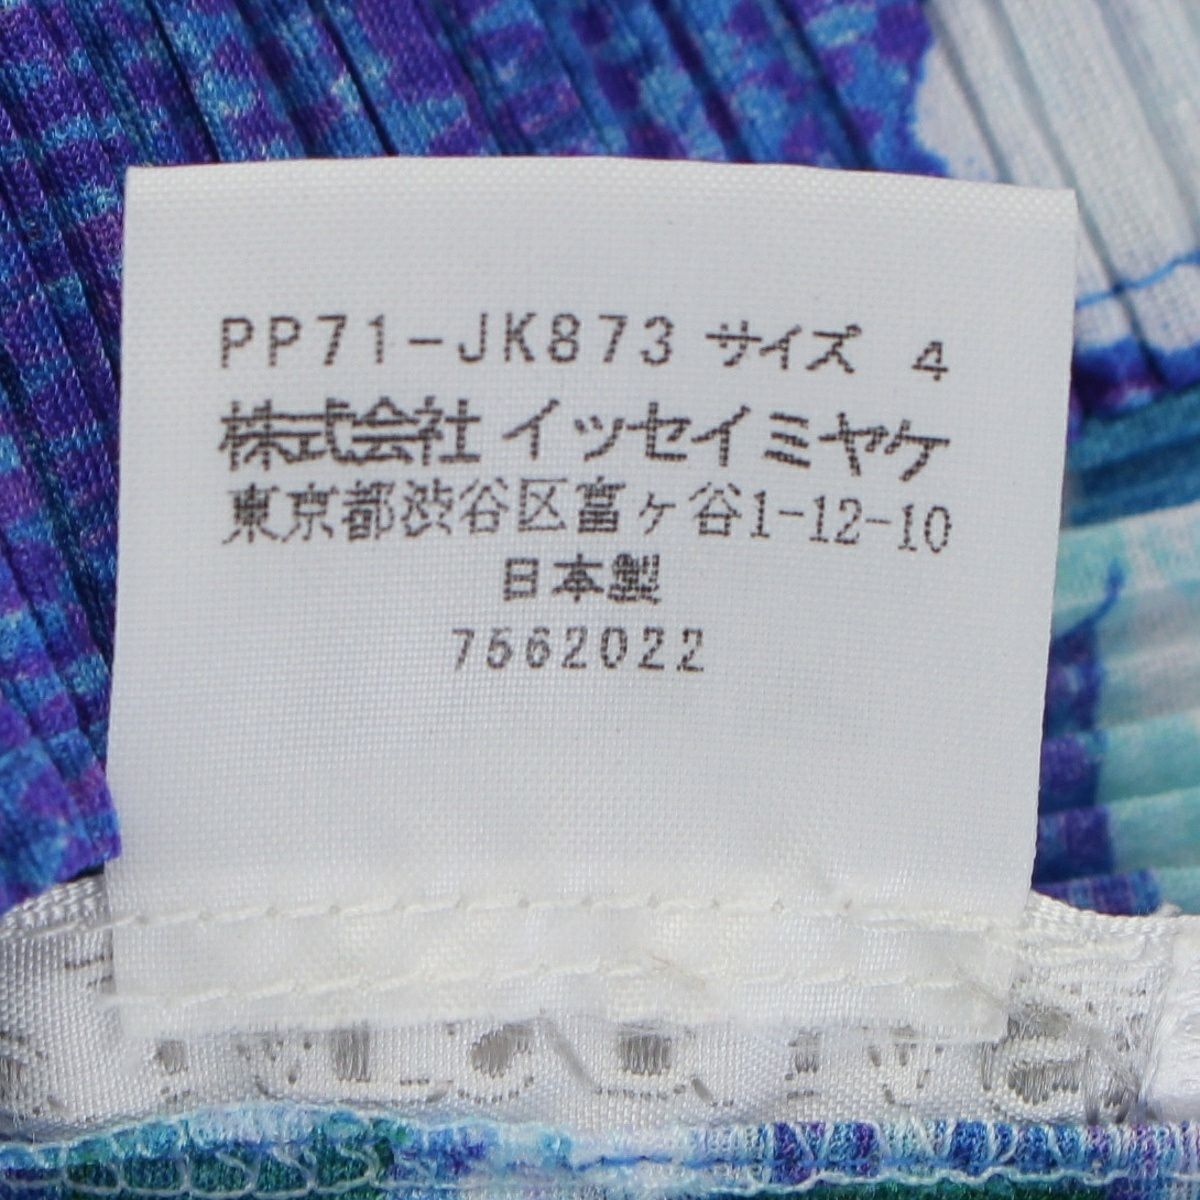 PP71-JK873 サイズ 4
株式会社 イッセイミヤケ
東京都渋谷区富ヶ谷1-12-10
日本製
7562022